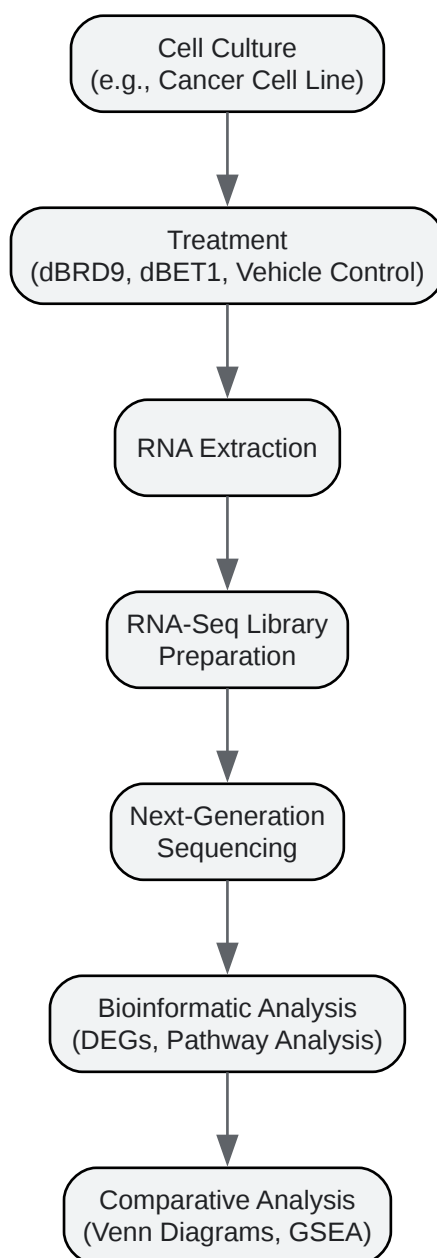 Cell Culture
(e.g., Cancer Cell Line)
Treatment
(dBRD9, dBET1, Vehicle Control)
RNA Extraction
RNA-Seq Library
Preparation
Next-Generation
Sequencing
Bioinformatic Analysis
(DEGs, Pathway Analysis)
Comparative Analysis
(Venn Diagrams, GSEA)